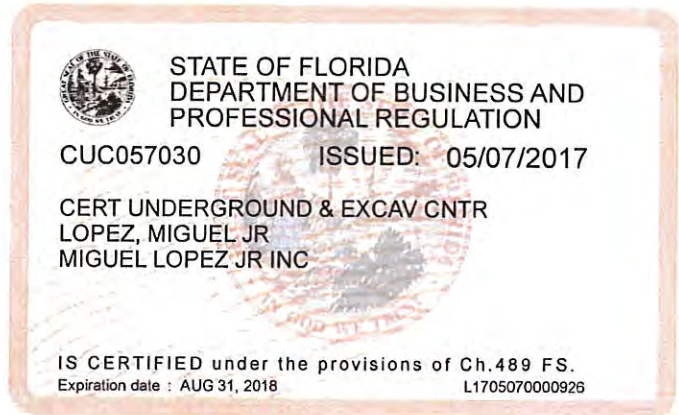 STATE OF FLORIDA
DEPARTMENT OF BUSINESS AND
PROFESSIONAL REGULATION
CUC057030 ISSUED: 05/07/2017
CERT UNDERGROUND & EXCAV CNTR
LOPEZ, MIGUEL JR
MIGUEL LOPEZ JR INC
IS CERTIFIED under the provisions of Ch.489 FS.
Expiration date : AUG 31, 2018 L1705070000926